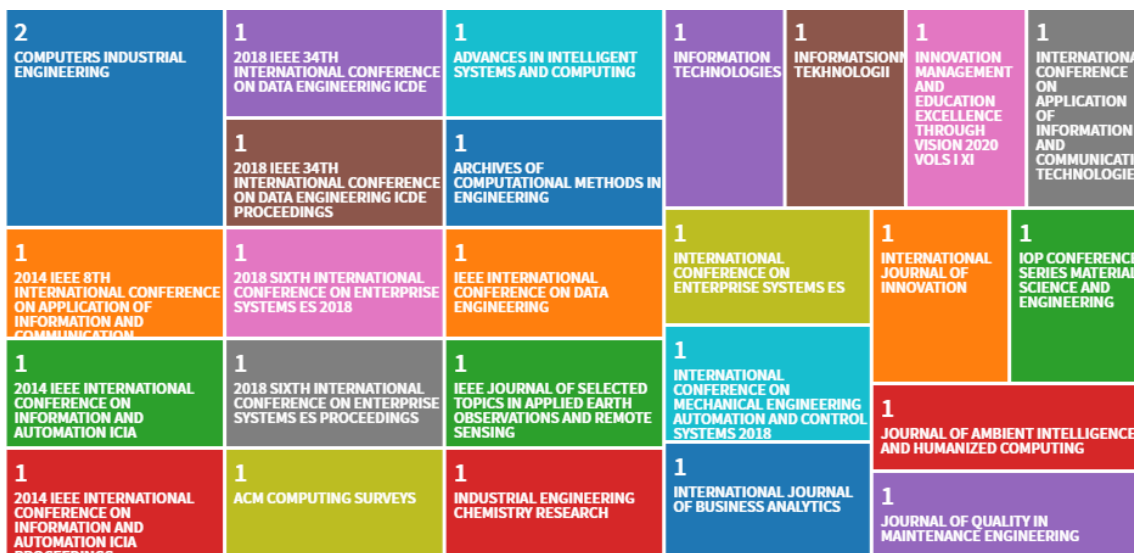 2
COMPUTERS INDUSTRIAL
ENGINEERING
1
2014 IEEE 8TH
INTERNATIONAL CONFERENCE
ON APPLICATION OF
INFORMATION AND
COMMUNICATION
1
2014 IEEE INTERNATIONAL
CONFERENCE ON
INFORMATION AND
AUTOMATION ICIA
1
2014 IEEE INTERNATIONAL
CONFERENCE ON
INFORMATION AND
AUTOMATION ICIA
PROCEEDINGS
1
2018 IEEE 34TH
INTERNATIONAL CONFERENCE
ON DATA ENGINEERING ICDE
1
2018 IEEE 34TH
INTERNATIONAL CONFERENCE
ON DATA ENGINEERING ICDE
PROCEEDINGS
1
2018 SIXTH INTERNATIONAL
CONFERENCE ON ENTERPRISE
SYSTEMS ES 2018
1
2018 SIXTH INTERNATIONAL
CONFERENCE ON ENTERPRISE
SYSTEMS ES PROCEEDINGS
1
ACM COMPUTING SURVEYS
1
ADVANCES IN INTELLIGENT
SYSTEMS AND COMPUTING
1
ARCHIVES OF
COMPUTATIONAL METHODS IN
ENGINEERING
1
IEEE INTERNATIONAL
CONFERENCE ON DATA
ENGINEERING
1
IEEE JOURNAL OF SELECTED
TOPICS IN APPLIED EARTH
OBSERVATIONS AND REMOTE
SENSING
1
INDUSTRIAL ENGINEERING
CHEMISTRY RESEARCH
1
INFORMATION
TECHNOLOGIES
1
INFORMATSIONN
TEKHNOLOGII
1
INNOVATION
MANAGEMENT
AND
EDUCATION
EXCELLENCE
THROUGH
VISION 2020
VOLS I XI
1
INTERNATIONA
CONFERENCE
ON
APPLICATION
OF
INFORMATION
AND
COMMUNICATI
TECHNOLOGIE
1
INTERNATIONAL
CONFERENCE ON
ENTERPRISE SYSTEMS ES
1
INTERNATIONAL
CONFERENCE ON
MECHANICAL ENGINEERING
AUTOMATION AND CONTROL
SYSTEMS 2018
1
INTERNATIONAL JOURNAL
OF BUSINESS ANALYTICS
1
INTERNATIONAL
JOURNAL OF
INNOVATION
1
IOP CONFERENCE
SERIES MATERIAL
SCIENCE AND
ENGINEERING
1
JOURNAL OF AMBIENT INTELLIGENCE
AND HUMANIZED COMPUTING
1
JOURNAL OF QUALITY IN
MAINTENANCE ENGINEERING